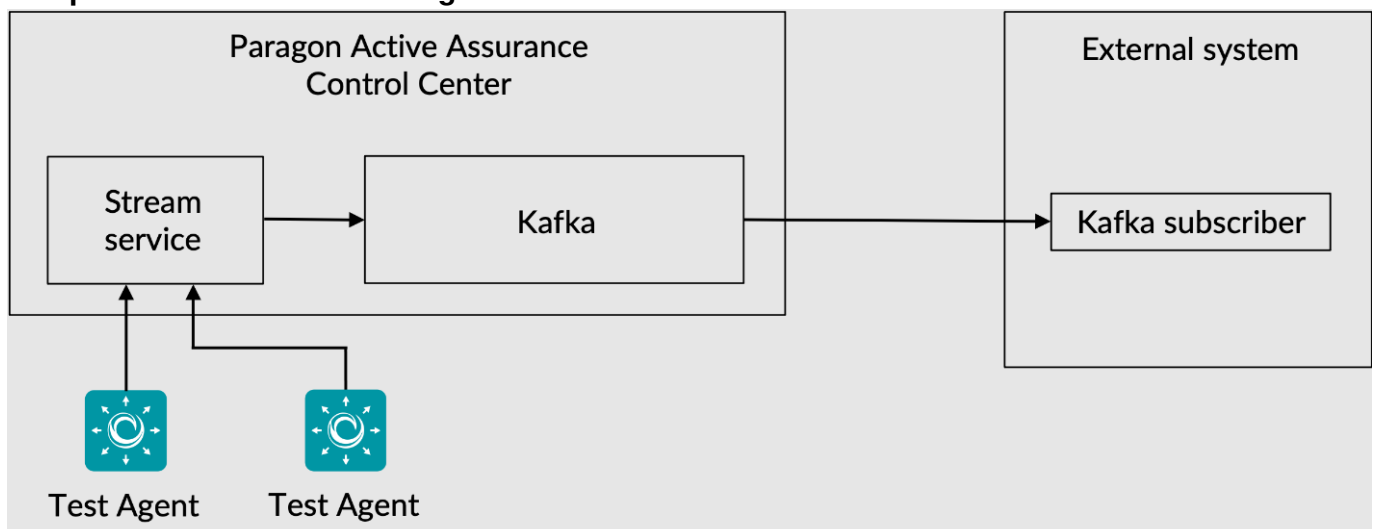 Paragon Active Assurance
Control Center
External system
Stream
service
Kafka
Kafka subscriber
Test Agent
Test Agent